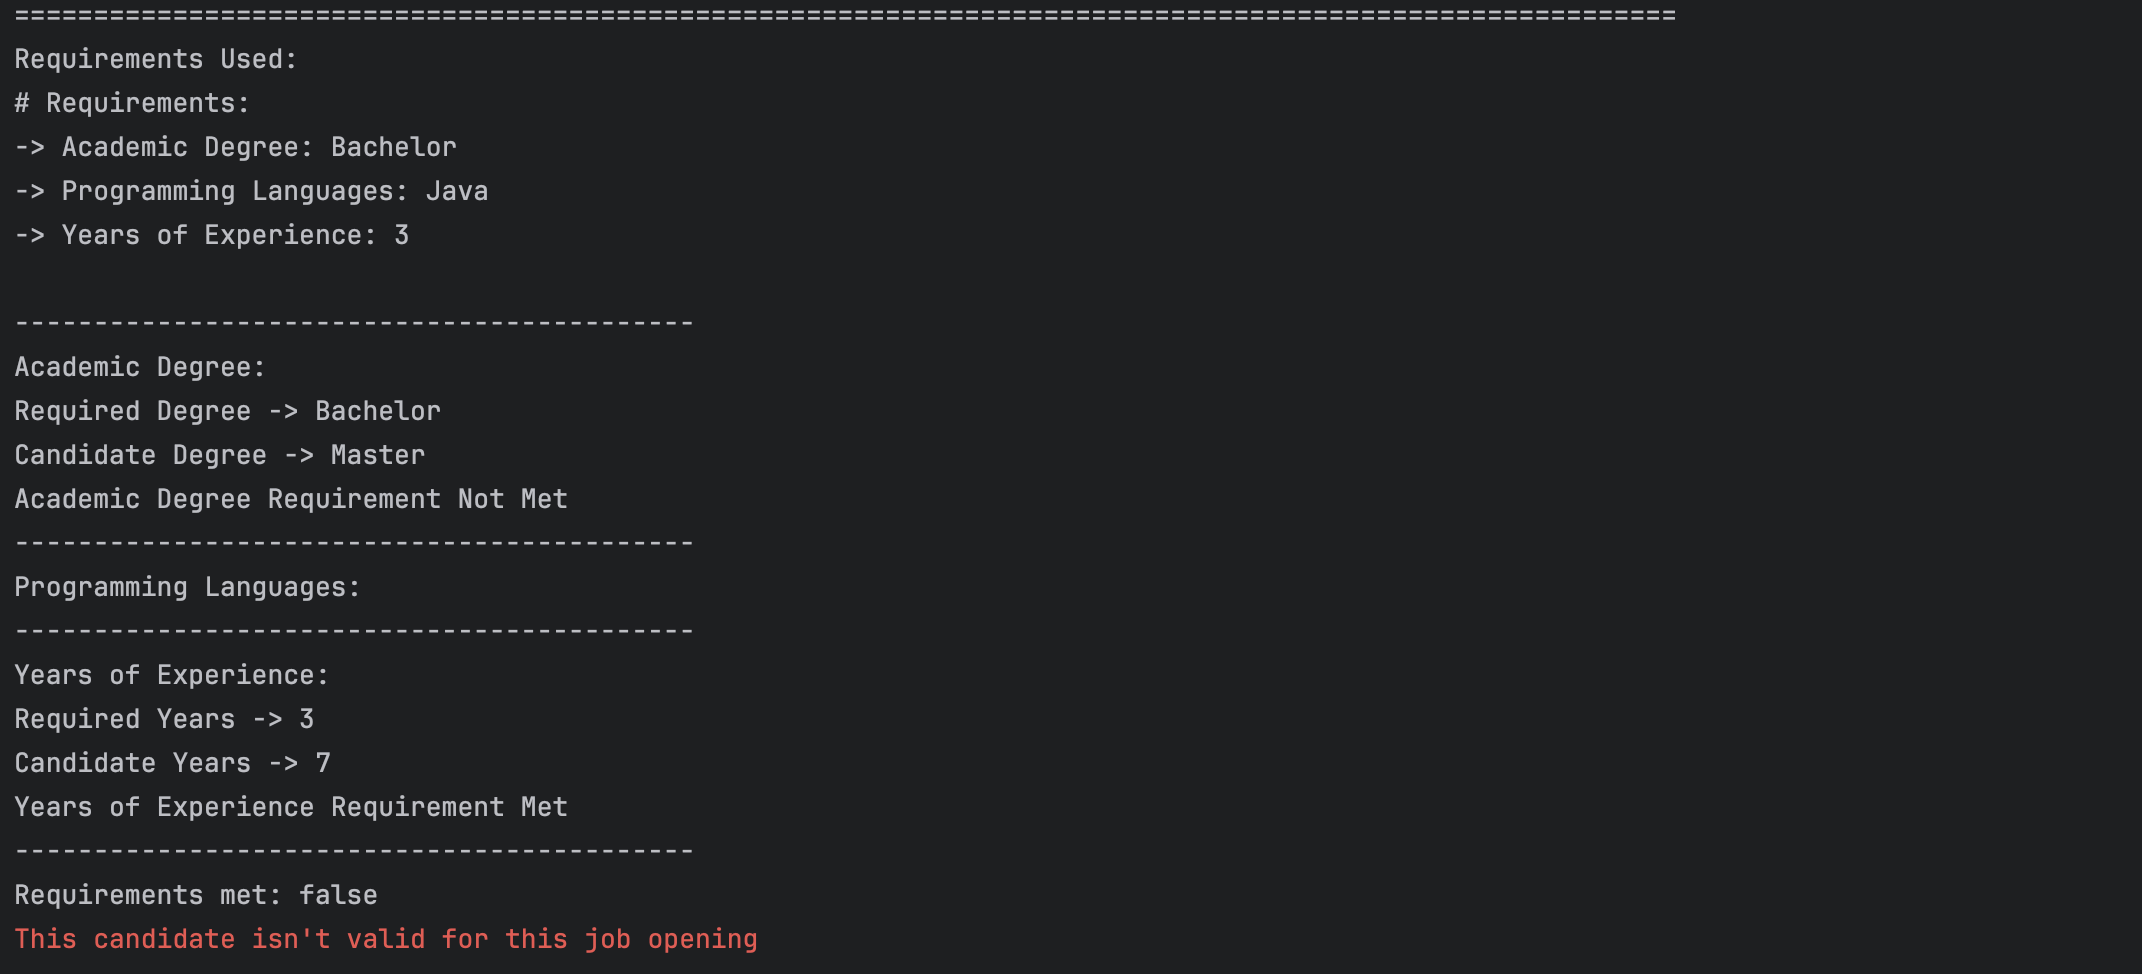 =========================================================================================================
Requirements Used:
# Requirements:
-> Academic Degree: Bachelor
-> Programming Languages: Java
-> Years of Experience: 3
-------------------------------------------
Academic Degree:
Required Degree -> Bachelor
Candidate Degree -> Master
Academic Degree Requirement Not Met
-------------------------------------------
Programming Languages:
-------------------------------------------
Years of Experience:
Required Years -> 3
Candidate Years -> 7
Years of Experience Requirement Met
-------------------------------------------
Requirements met: false
This candidate isn't valid for this job opening